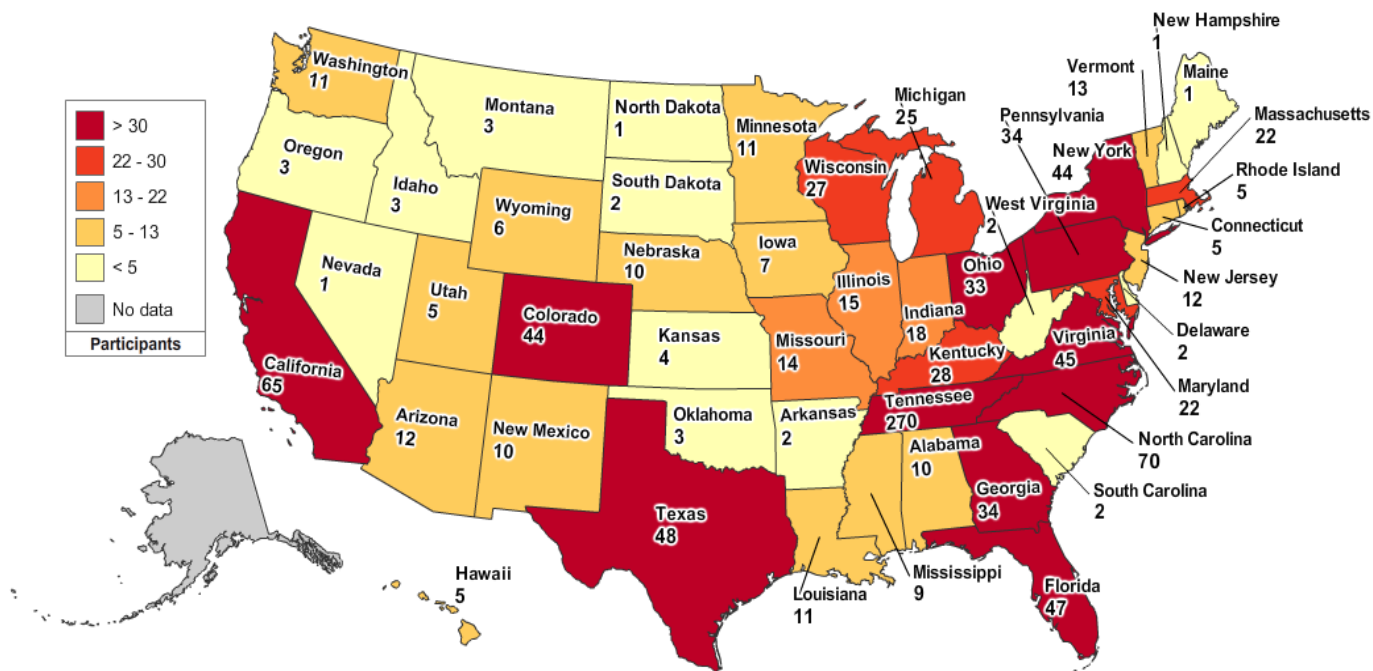 > 30
22 - 30
13 - 22
5 - 13
< 5
No data
Participants
Washington
11
Oregon
3
California
65
Idaho
3
Nevada
1
Montana
3
Wyoming
6
Utah
5
Colorado
44
Arizona
12
New Mexico
10
North Dakota
1
South Dakota
2
Nebraska
10
Kansas
4
Oklahoma
3
Texas
48
Minnesota
11
Iowa
7
Missouri
14
Arkansas
2
Louisiana
11
Wisconsin
27
Illinois
15
Michigan
25
Indiana
18
Ohio
33
Kentucky
28
Tennessee
270
Mississippi
9
Alabama
10
Georgia
34
Florida
47
South Carolina
2
North Carolina
70
Virginia
45
West Virginia
2
Pennsylvania
34
New York
44
Vermont
13
New Hampshire
1
Maine
1
Massachusetts
22
Rhode Island
5
Connecticut
5
New Jersey
12
Delaware
2
Maryland
22
Hawaii
5